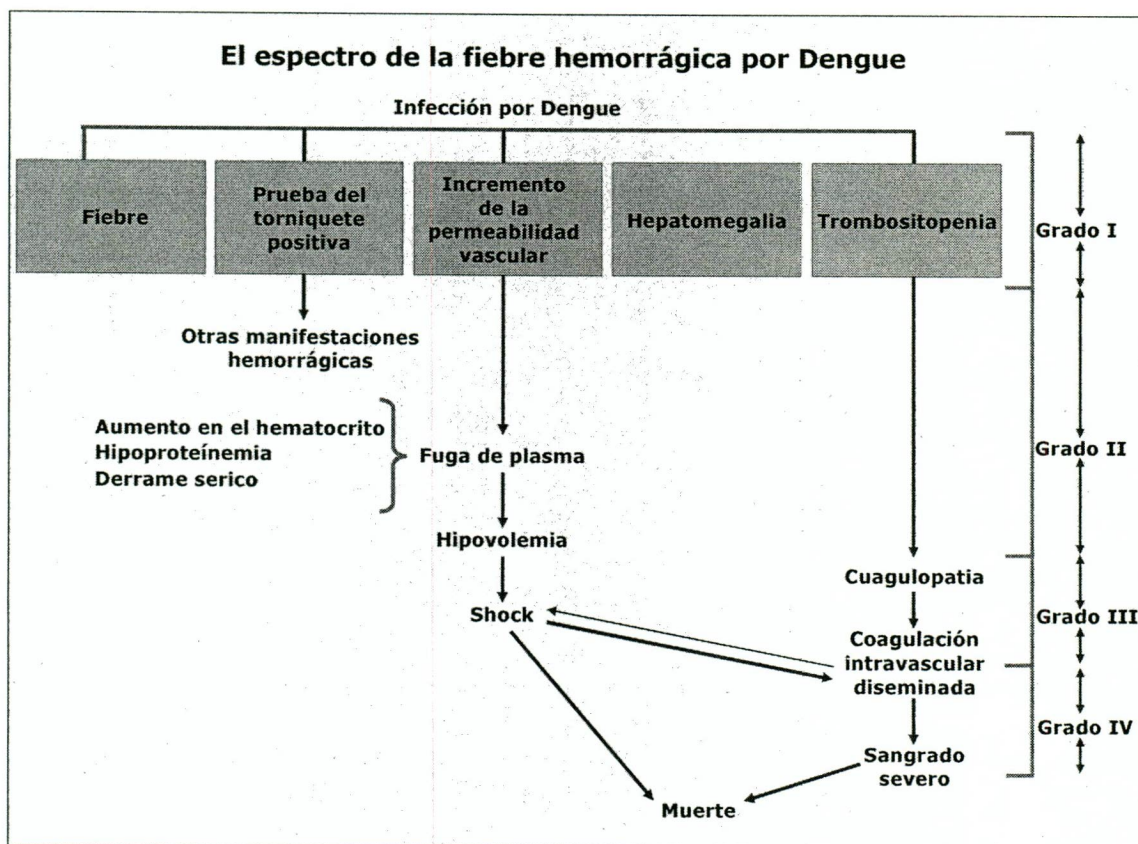 El espectro de la fiebre hemorrágica por Dengue
Infección por Dengue
Fiebre
Prueba del
torniquete
positiva
Incremento
de la
permeabilidad
vascular
Hepatomegalia
Trombositopenia
Grado I
Otras manifestaciones
hemorrágicas
Aumento en el hematocrito
Hipoproteínemia
Derrame serico
Fuga de plasma
Grado II
Hipovolemia
Cuagulopatia
Shock
Grado III
Coagulación
intravascular
diseminada
Grado IV
Sangrado
severo
Muerte